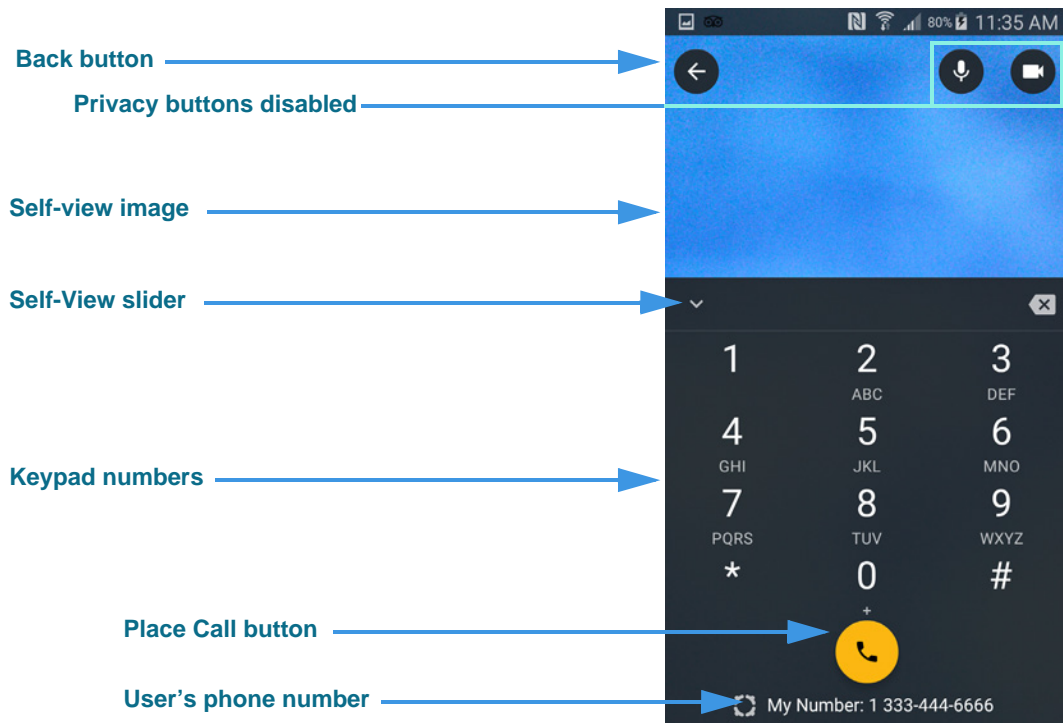 80% 11:35 AM
Back button
Privacy buttons disabled
Self-view image
Self-View slider
1 2 3
ABC DEF
4 5 6
GHI JKL MNO
Keypad numbers
7 8 9
PQRS TUV WXYZ
* 0 #
+
Place Call button
User's phone number
My Number: 1 333-444-6666